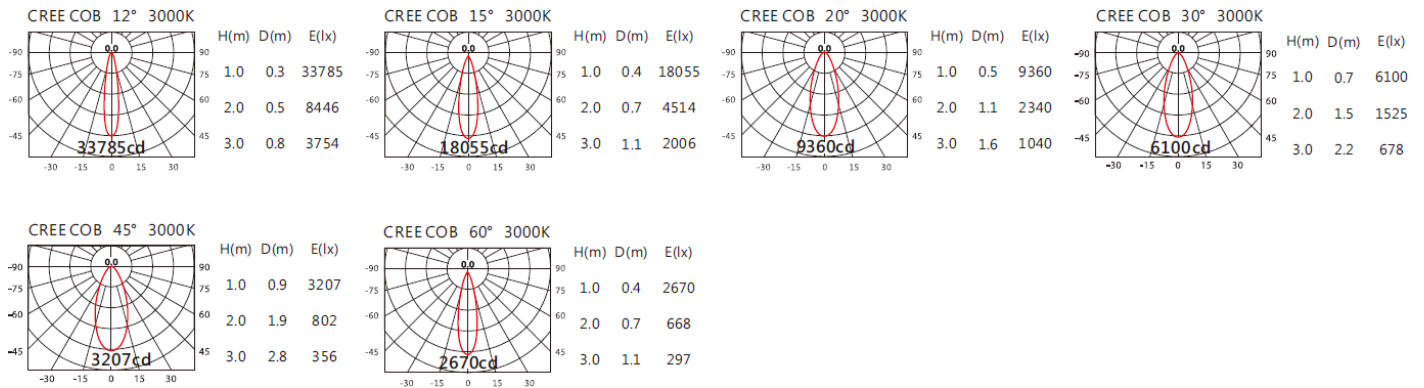 CREE COB 12° 3000K
0.0
-90 90
-75 75
-60 60
-45 45
33785cd
-30 -15 0 15 30
H(m) D(m) E(lx)
1.0 0.3 33785
2.0 0.5 8446
3.0 0.8 3754
CREE COB 15° 3000K
0.0
-90 90
-75 75
-60 60
-45 45
18055cd
-30 -15 0 15 30
H(m) D(m) E(lx)
1.0 0.4 18055
2.0 0.7 4514
3.0 1.1 2006
CREE COB 20° 3000K
0.0
-90 90
-75 75
-60 60
-45 45
9360cd
-30 -15 0 15 30
H(m) D(m) E(lx)
1.0 0.5 9360
2.0 1.1 2340
3.0 1.6 1040
CREE COB 30° 3000K
0.0
-90 90
-75 75
-60 60
-45 45
6100cd
-30 -15 0 15 30
H(m) D(m) E(lx)
1.0 0.7 6100
2.0 1.5 1525
3.0 2.2 678
CREE COB 45° 3000K
0.0
-90 90
-75 75
-60 60
-45 45
3207cd
-30 -15 0 15 30
H(m) D(m) E(lx)
1.0 0.9 3207
2.0 1.9 802
3.0 2.8 356
CREE COB 60° 3000K
0.0
-90 90
-75 75
-60 60
-45 45
2670cd
-30 -15 0 15 30
H(m) D(m) E(lx)
1.0 0.4 2670
2.0 0.7 668
3.0 1.1 297